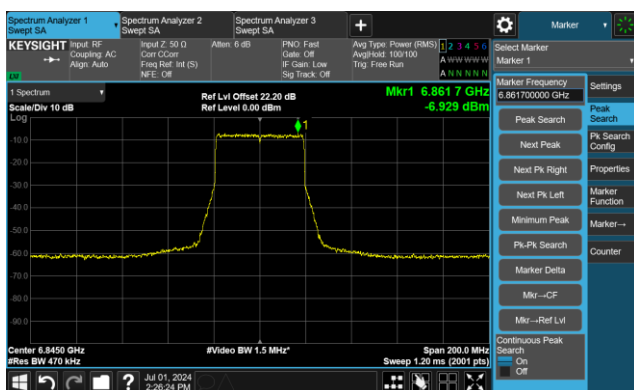 Spectrum Analyzer 1
Swept SA
Spectrum Analyzer 2
Swept SA
Spectrum Analyzer 3
Swept SA
+
Marker
KEYSIGHT
Input: RF
Coupling: AC
Align: Auto
Input Z: 50 Ω
Corr CCorr
Freq Ref: Int (S)
NFE: Off
Atten: 6 dB
PNO: Fast
Gate: Off
IF Gain: Low
Sig Track: Off
Avg Type: Power (RMS)
Avg|Hold: 100/100
Trig: Free Run
1 2 3 4 5 6
A W W W W W
A N N N N N
LXI
1 Spectrum
Scale/Div 10 dB
Log
Ref Lvl Offset 22.20 dB
Ref Level 0.00 dBm
Mkr1 6.861 7 GHz
-6.929 dBm
1
-10.0
-20.0
-30.0
-40.0
-50.0
-60.0
-70.0
-80.0
-90.0
Center 6.8450 GHz
#Res BW 470 kHz
#Video BW 1.5 MHz*
Span 200.0 MHz
Sweep 1.20 ms (2001 pts)
Select Marker
Marker 1
Marker Frequency
6.861700000 GHz
Peak Search
Next Peak
Next Pk Right
Next Pk Left
Minimum Peak
Pk-Pk Search
Marker Delta
Mkr→CF
Mkr→Ref Lvl
Continuous Peak
Search
On
Off
Settings
Peak
Search
Pk Search
Config
Properties
Marker
Function
Marker→
Counter
?
Jul 01, 2024
2:26:24 PM